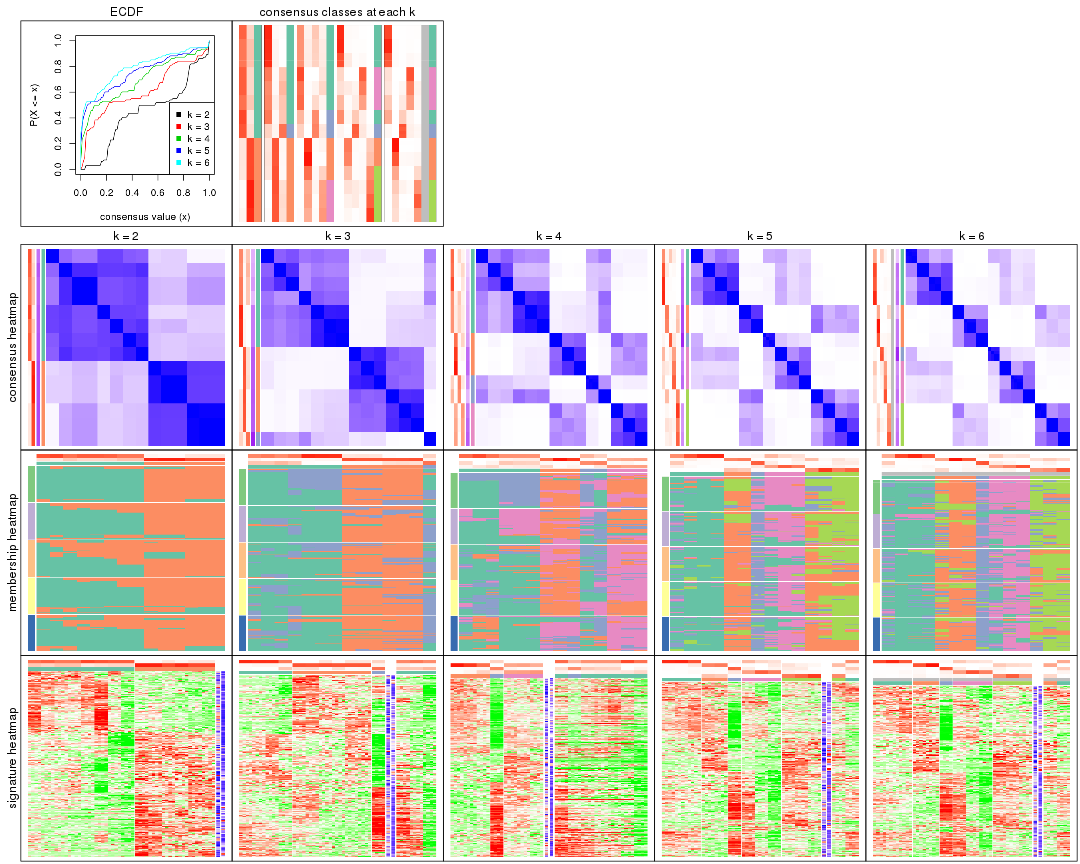 ECDF
consensus classes at each k
P(X <= x)
0.0 0.2 0.4 0.6 0.8 1.0
k = 2
k = 3
k = 4
k = 5
k = 6
0.0 0.2 0.4 0.6 0.8 1.0
consensus value (x)
k = 2 k = 3 k = 4 k = 5 k = 6
consensus heatmap
membership heatmap
signature heatmap